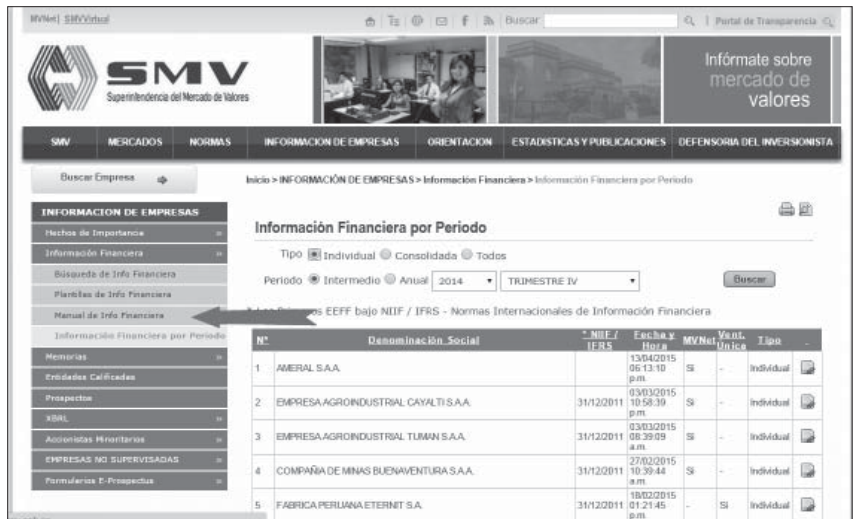 MVNet| SMVVirtual
Buscar
| Portal de Transparencia
SMV
Superintendencia del Mercado de Valores
Infórmate sobre
mercado de
valores
SMV MERCADOS NORMAS INFORMACION DE EMPRESAS ORIENTACION ESTADISTICAS Y PUBLICACIONES DEFENSORIA DEL INVERSIONISTA
Buscar Empresa
Inicio > INFORMACIÓN DE EMPRESAS > Información Financiera > Información Financiera por Periodo
INFORMACION DE EMPRESAS
Hechos de Importancia »
Información Financiera »
Búsqueda de Info Financiera
Plantillas de Info Financiera
Manual de Info Financiera
Información Financiera por Periodo
Memorias »
Entidades Calificadas
Prospectos
XBRL »
Accionistas Minoritarios »
EMPRESAS NO SUPERVISADAS »
Formularios E-Prospectus »
Información Financiera por Periodo
Tipo Individual Consolidada Todos
Periodo Intermedio Anual 2014 TRIMESTRE IV Buscar
EEFF bajo NIIF / IFRS - Normas Internacionales de Información Financiera
Nº Denominación Social * NIIF / IFRS Fecha y Hora MVNet Vent. Unica Tipo -
1 AMERAL S.A.A. 13/04/2015 06:13:10 p.m. Si - Individual
2 EMPRESA AGROINDUSTRIAL CAYALTI S.A.A. 31/12/2011 03/03/2015 10:58:39 p.m. Si - Individual
3 EMPRESA AGROINDUSTRIAL TUMAN S.A.A. 31/12/2011 03/03/2015 08:39:09 a.m. Si - Individual
4 COMPAÑIA DE MINAS BUENAVENTURA S.A.A. 31/12/2011 27/02/2015 10:39:44 a.m. Si - Individual
5 FABRICA PERUANA ETERNIT S.A. 31/12/2011 18/02/2015 01:21:45 p.m. - Si Individual